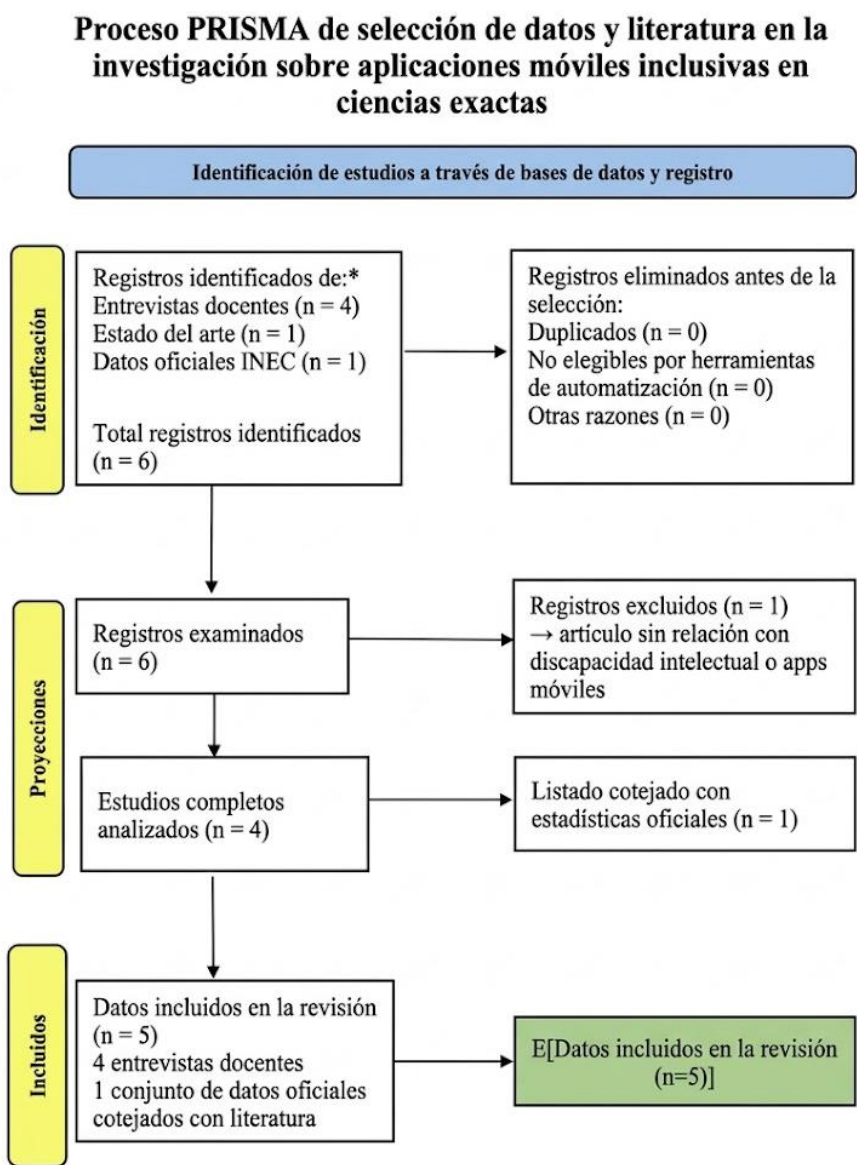 Proceso PRISMA de selección de datos y literatura en la
investigación sobre aplicaciones móviles inclusivas en
ciencias exactas
Identificación de estudios a través de bases de datos y registro
Identificación
Registros identificados de:*
Entrevistas docentes (n = 4)
Estado del arte (n = 1)
Datos oficiales INEC (n = 1)
Total registros identificados
(n = 6)
Registros eliminados antes de la
selección:
Duplicados (n = 0)
No elegibles por herramientas
de automatización (n = 0)
Otras razones (n = 0)
Proyecciones
Registros examinados
(n = 6)
Registros excluidos (n = 1)
→ artículo sin relación con
discapacidad intelectual o apps
móviles
Estudios completos
analizados (n = 4)
Listado cotejado con
estadísticas oficiales (n = 1)
Incluidos
Datos incluidos en la revisión
(n = 5)
4 entrevistas docentes
1 conjunto de datos oficiales
cotejados con literatura
E[Datos incluidos en la revisión
(n=5)]